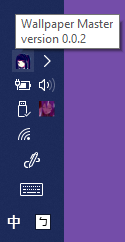 Wallpaper Master
version 0.0.2
中 ㄅ